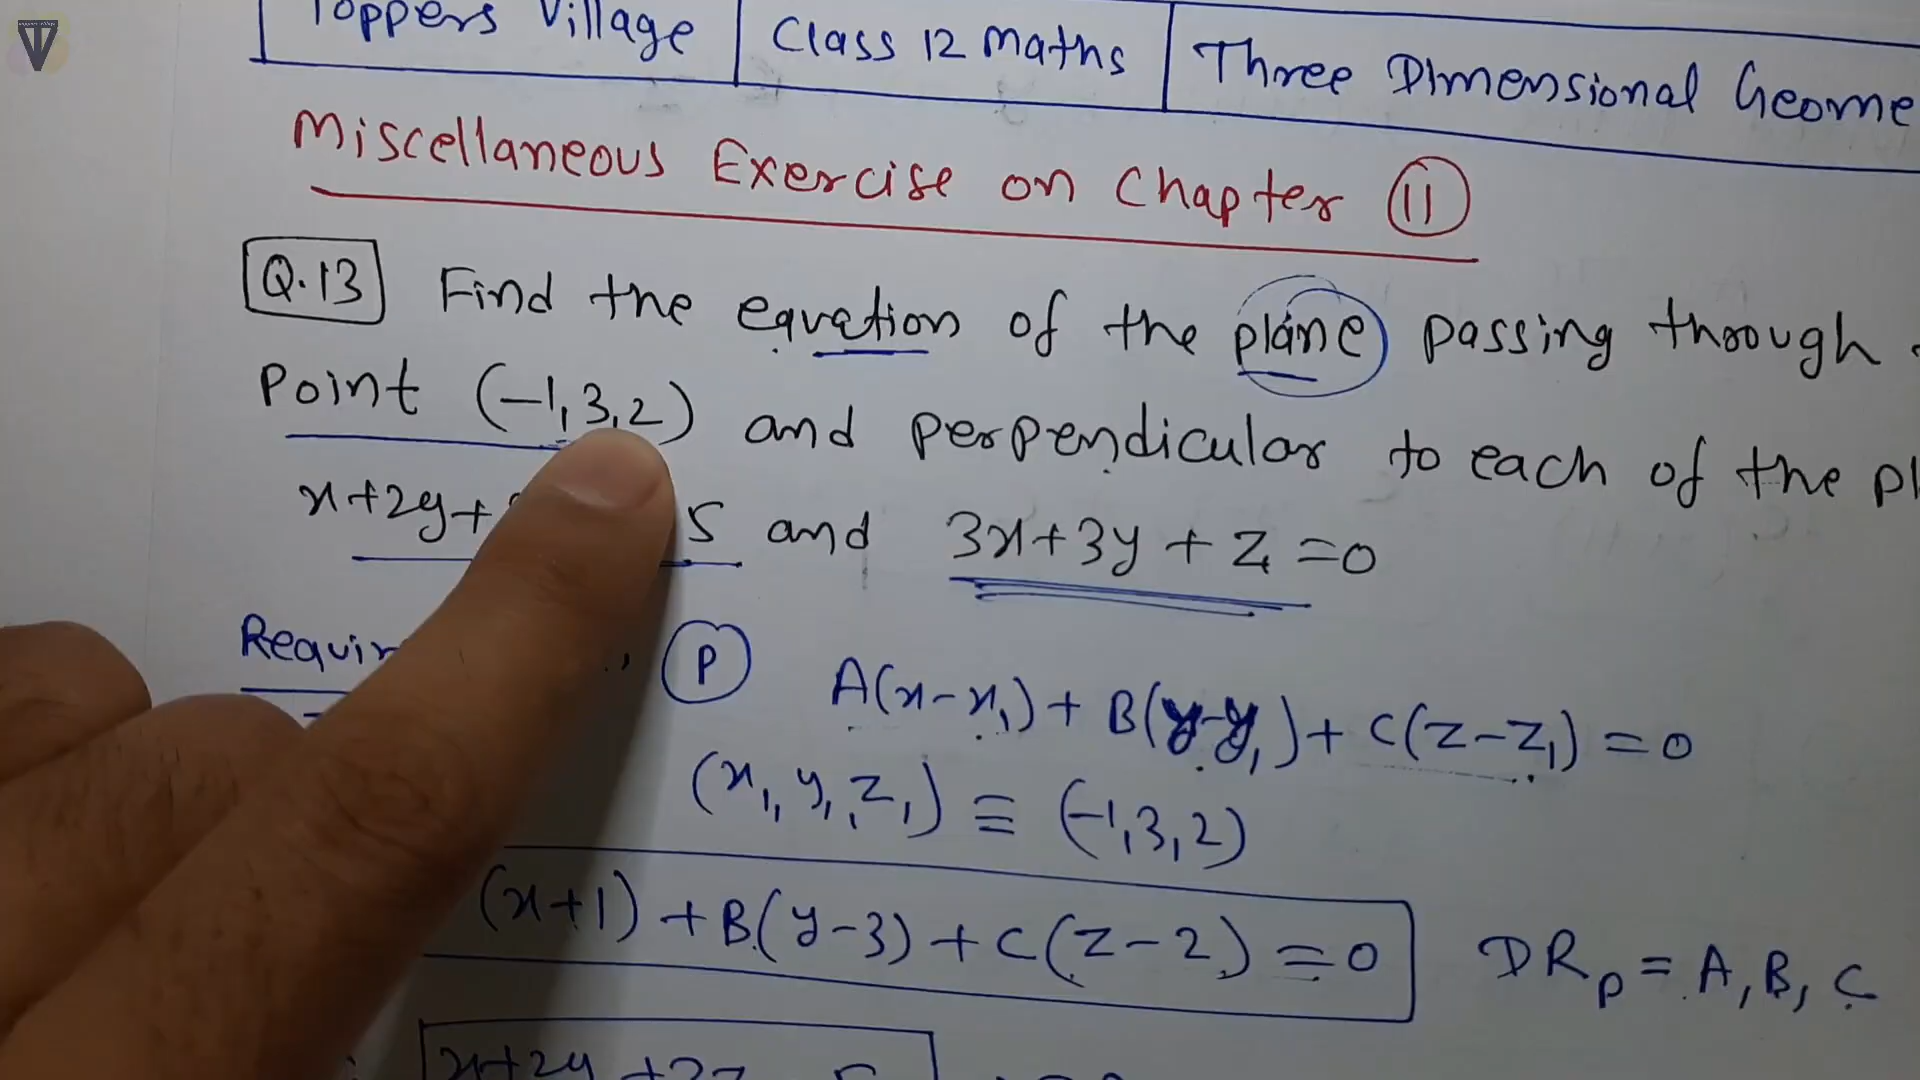 Toppers Village Class 12 Maths Three Dimensional Geome
Miscellaneous Exercise on Chapter 11
Q.13 Find the equation of the plane passing through
Point (-1,3,2) and perpendicular to each of the pl
x+2y+ 5 and 3x+3y+z=0
Requir P A(x-x₁)+B(y-y₁)+C(z-z₁)=0
(x₁,y₁,z₁)≡(-1,3,2)
(x+1)+B(y-3)+C(z-2)=0 DRp=A,B,C
x+2y